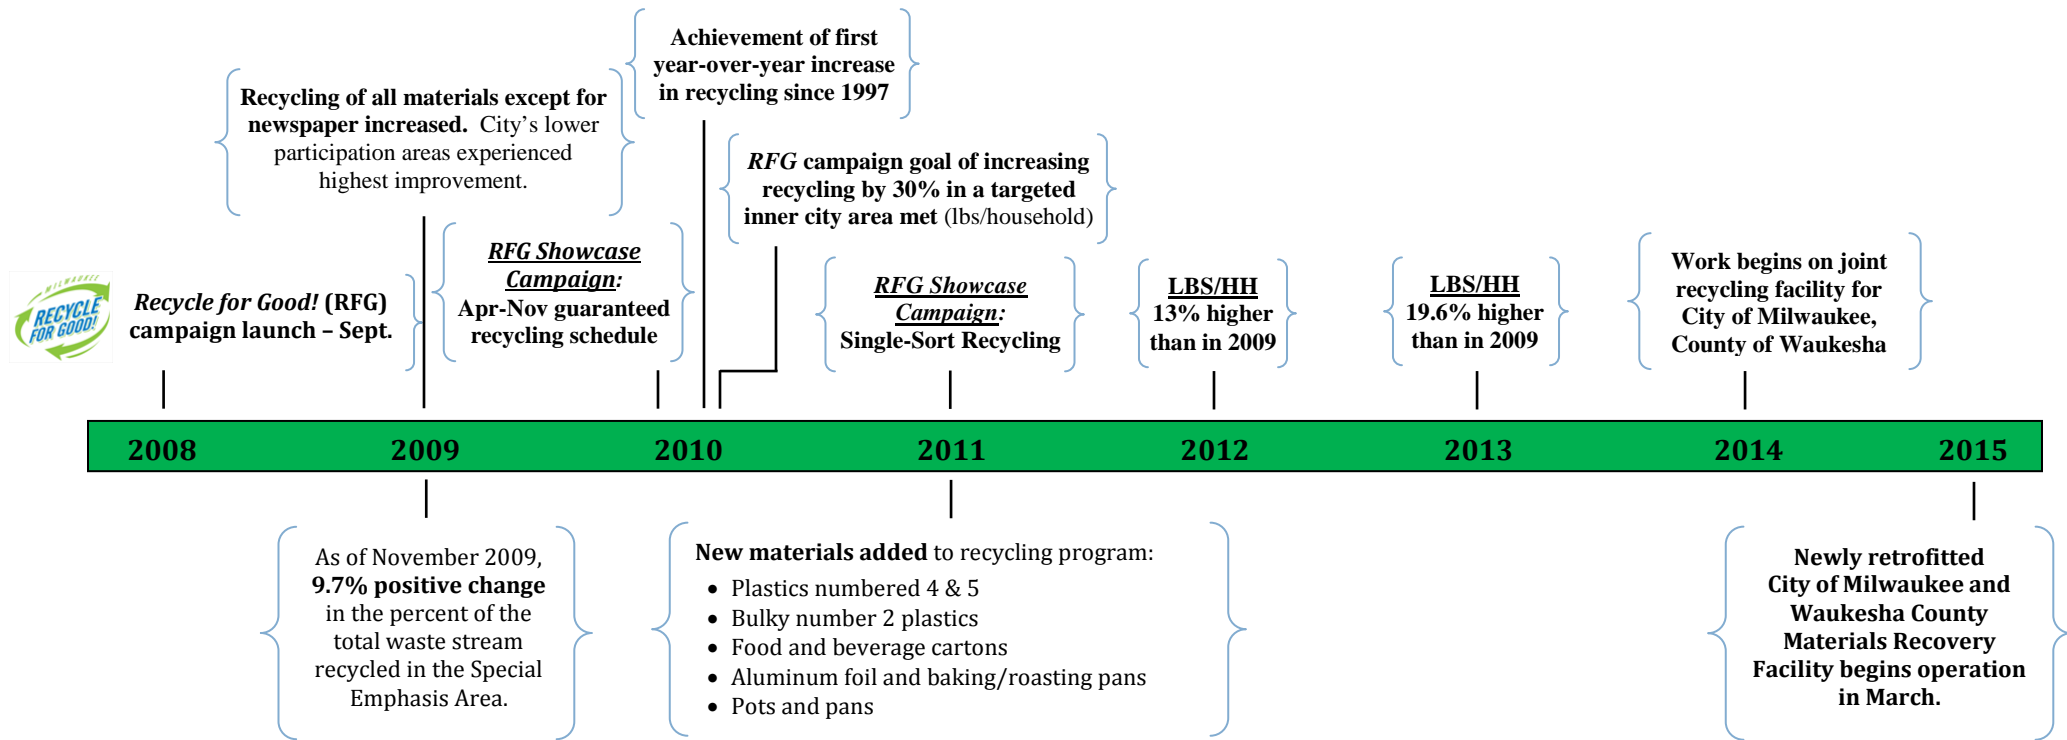 Achievement of first
year-over-year increase
in recycling since 1997
Recycling of all materials except for
newspaper increased.  City’s lower
participation areas experienced
highest improvement.
RFG campaign goal of increasing
recycling by 30% in a targeted
inner city area met (lbs/household)
MILWAUKEE
RECYCLE
FOR GOOD!
Recycle for Good! (RFG)
campaign launch – Sept.
RFG Showcase
Campaign:
Apr-Nov guaranteed
recycling schedule
RFG Showcase
Campaign:
Single-Sort Recycling
LBS/HH
13% higher
than in 2009
LBS/HH
19.6% higher
than in 2009
Work begins on joint
recycling facility for
City of Milwaukee,
County of Waukesha
2008 2009 2010 2011 2012 2013 2014 2015
As of November 2009,
9.7% positive change
in the percent of the
total waste stream
recycled in the Special
Emphasis Area.
New materials added to recycling program:
• Plastics numbered 4 & 5
• Bulky number 2 plastics
• Food and beverage cartons
• Aluminum foil and baking/roasting pans
• Pots and pans
Newly retrofitted
City of Milwaukee and
Waukesha County
Materials Recovery
Facility begins operation
in March.